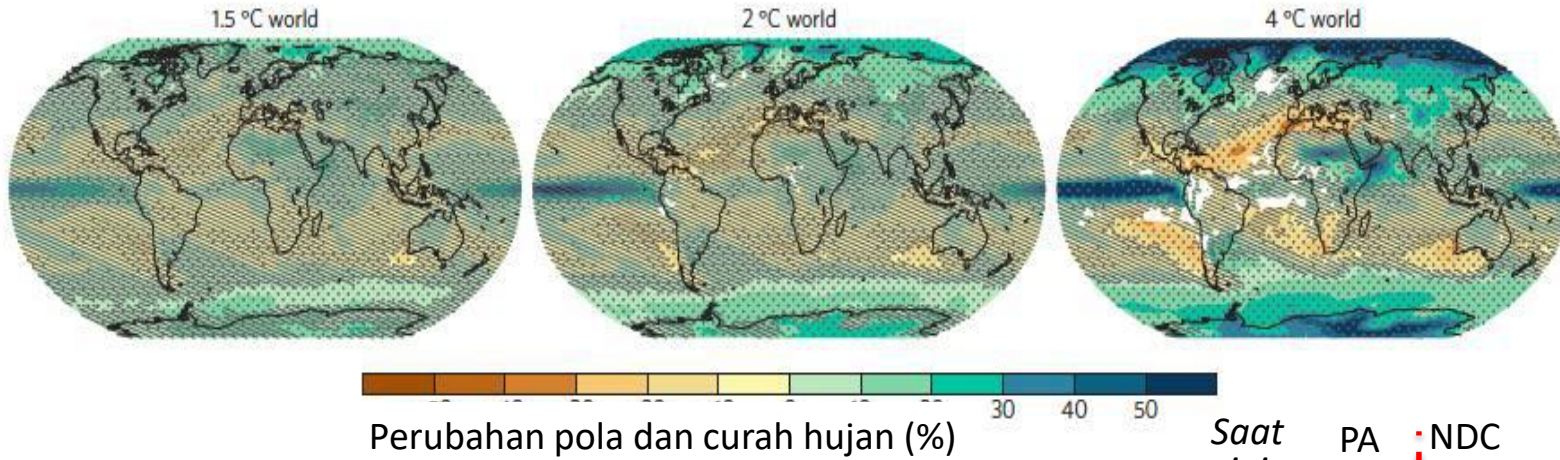 1.5 °C world
2 °C world
4 °C world
30 40 50
Perubahan pola dan curah hujan (%)
Saat
PA
NDC